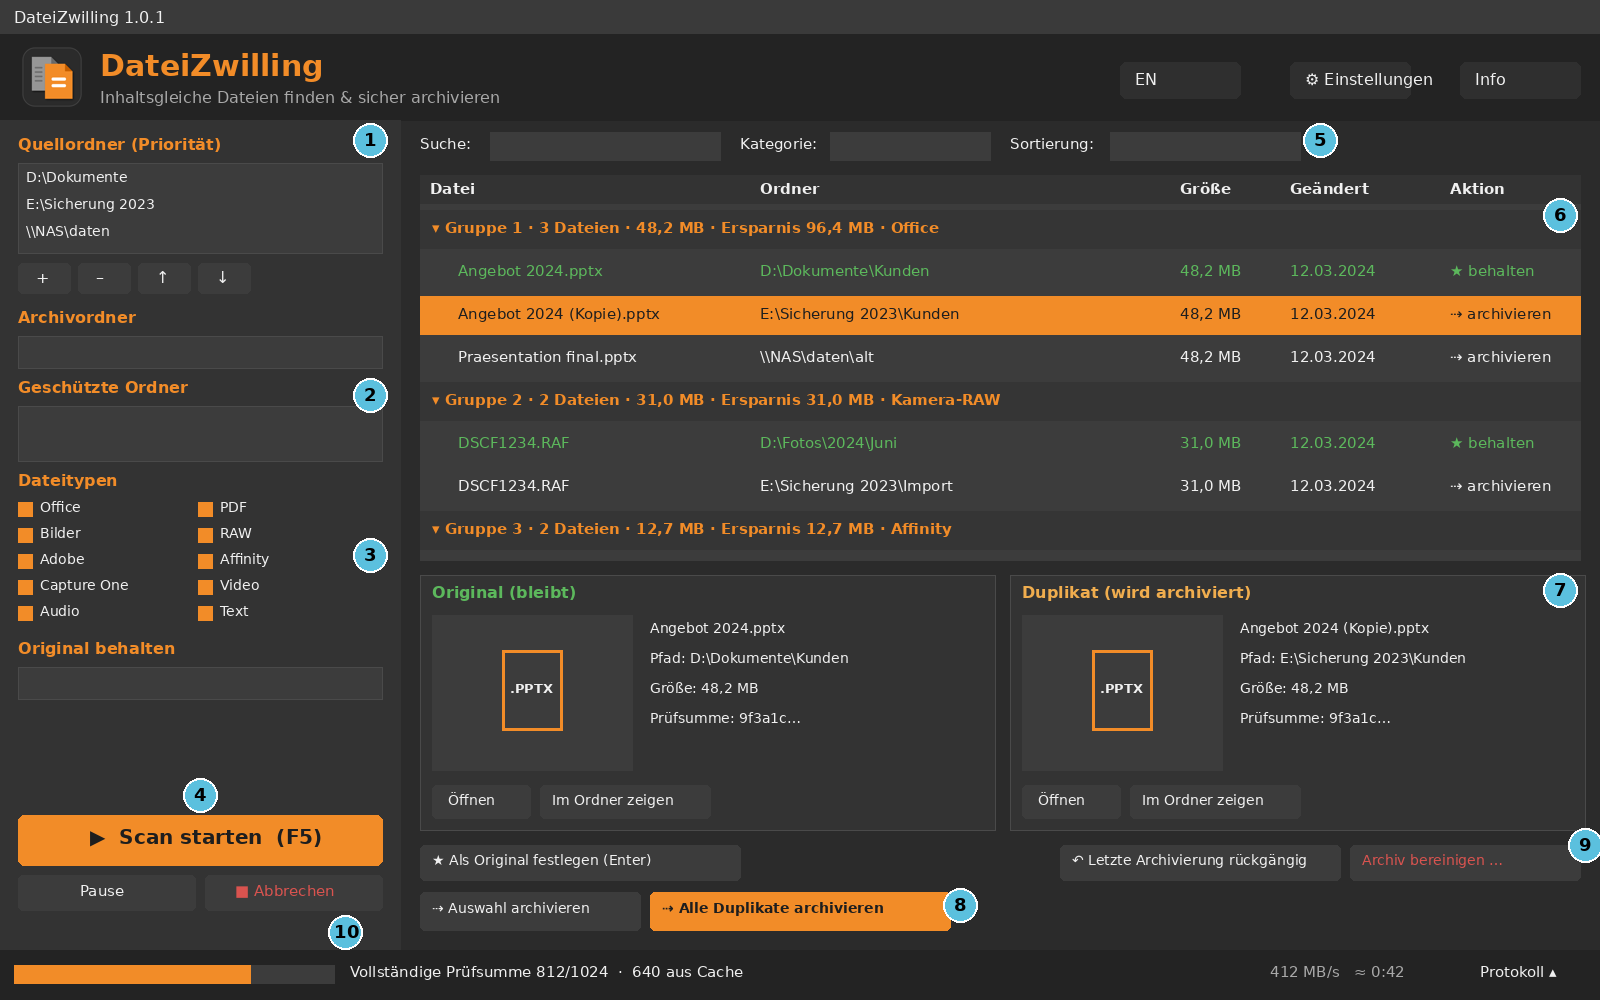 DateiZwilling 1.0.1
DateiZwilling
Inhaltsgleiche Dateien finden & sicher archivieren
EN
⚙ Einstellungen
Info
Quellordner (Priorität)
1
D:\Dokumente
E:\Sicherung 2023
\\NAS\daten
+ – ↑ ↓
Archivordner
Geschützte Ordner
2
Dateitypen
Office PDF
Bilder RAW
Adobe Affinity
3
Capture One Video
Audio Text
Original behalten
4
▶ Scan starten (F5)
Pause ■ Abbrechen
10
Suche: Kategorie: Sortierung: 5
Datei Ordner Größe Geändert Aktion
6
▾ Gruppe 1 · 3 Dateien · 48,2 MB · Ersparnis 96,4 MB · Office
Angebot 2024.pptx D:\Dokumente\Kunden 48,2 MB 12.03.2024 ★ behalten
Angebot 2024 (Kopie).pptx E:\Sicherung 2023\Kunden 48,2 MB 12.03.2024 ⇢ archivieren
Praesentation final.pptx \\NAS\daten\alt 48,2 MB 12.03.2024 ⇢ archivieren
▾ Gruppe 2 · 2 Dateien · 31,0 MB · Ersparnis 31,0 MB · Kamera-RAW
DSCF1234.RAF D:\Fotos\2024\Juni 31,0 MB 12.03.2024 ★ behalten
DSCF1234.RAF E:\Sicherung 2023\Import 31,0 MB 12.03.2024 ⇢ archivieren
▾ Gruppe 3 · 2 Dateien · 12,7 MB · Ersparnis 12,7 MB · Affinity
Original (bleibt)
.PPTX
Angebot 2024.pptx
Pfad: D:\Dokumente\Kunden
Größe: 48,2 MB
Prüfsumme: 9f3a1c…
Öffnen Im Ordner zeigen
Duplikat (wird archiviert)
7
.PPTX
Angebot 2024 (Kopie).pptx
Pfad: E:\Sicherung 2023\Kunden
Größe: 48,2 MB
Prüfsumme: 9f3a1c…
Öffnen Im Ordner zeigen
★ Als Original festlegen (Enter)
↶ Letzte Archivierung rückgängig
Archiv bereinigen …
9
⇢ Auswahl archivieren
⇢ Alle Duplikate archivieren
8
Vollständige Prüfsumme 812/1024 · 640 aus Cache
412 MB/s ≈ 0:42
Protokoll ▴